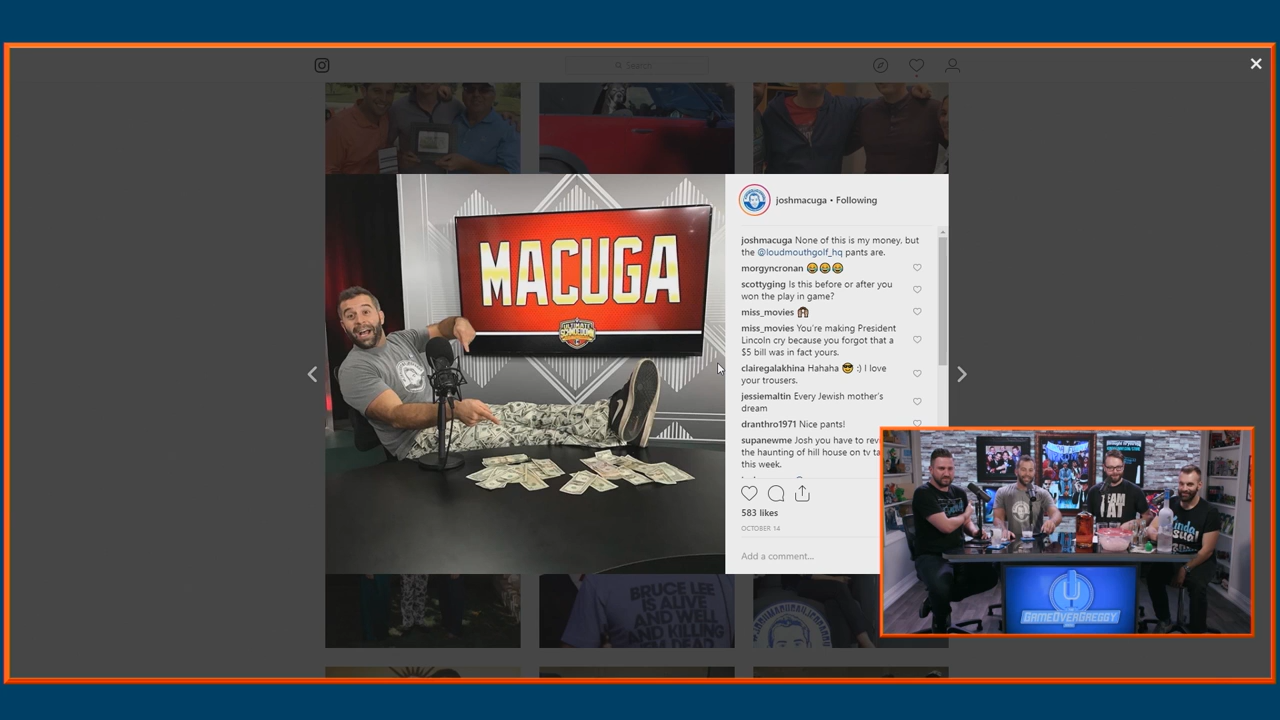 Search
MACUGA
ULTIMATE
SCHMOEDOWN
joshmacuga • Following
joshmacuga None of this is my money, but
the @loudmouthgolf_hq pants are.
morgyncronan
scottyging Is this before or after you
won the play in game?
miss_movies
miss_movies You're making President
Lincoln cry because you forgot that a
$5 bill was in fact yours.
clairegalakhina Hahaha :) I love
your trousers.
jessiemaltin Every Jewish mother's
dream
dranthro1971 Nice pants!
supanewme Josh you have to rev
the haunting of hill house on tv ta
this week.
583 likes
OCTOBER 14
Add a comment...
BRUCE LEE
IS ALIVE
AND WELL
AND KILLING
I AM
GAMEOVERGREGGY